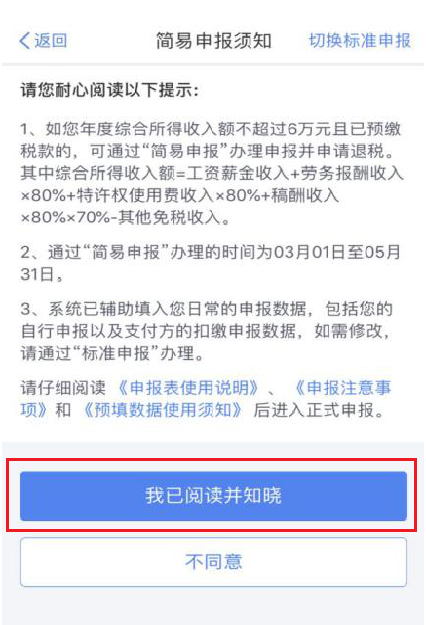 返回 简易申报须知 切换标准申报
请您耐心阅读以下提示:
1、如您年度综合所得收入额不超过6万元且已预缴
税款的，可通过“简易申报”办理申报并申请退税。
其中综合所得收入额=工资薪金收入+劳务报酬收入
×80%+特许权使用费收入×80%+稿酬收入
×80%×70%-其他免税收入。
2、通过“简易申报”办理的时间为03月01日至05月
31日。
3、系统已辅助填入您日常的申报数据，包括您的
自行申报以及支付方的扣缴申报数据，如需修改，
请通过“标准申报”办理。
请仔细阅读《申报表使用说明》、《申报注意事
项》和《预填数据使用须知》后进入正式申报。
我已阅读并知晓
不同意